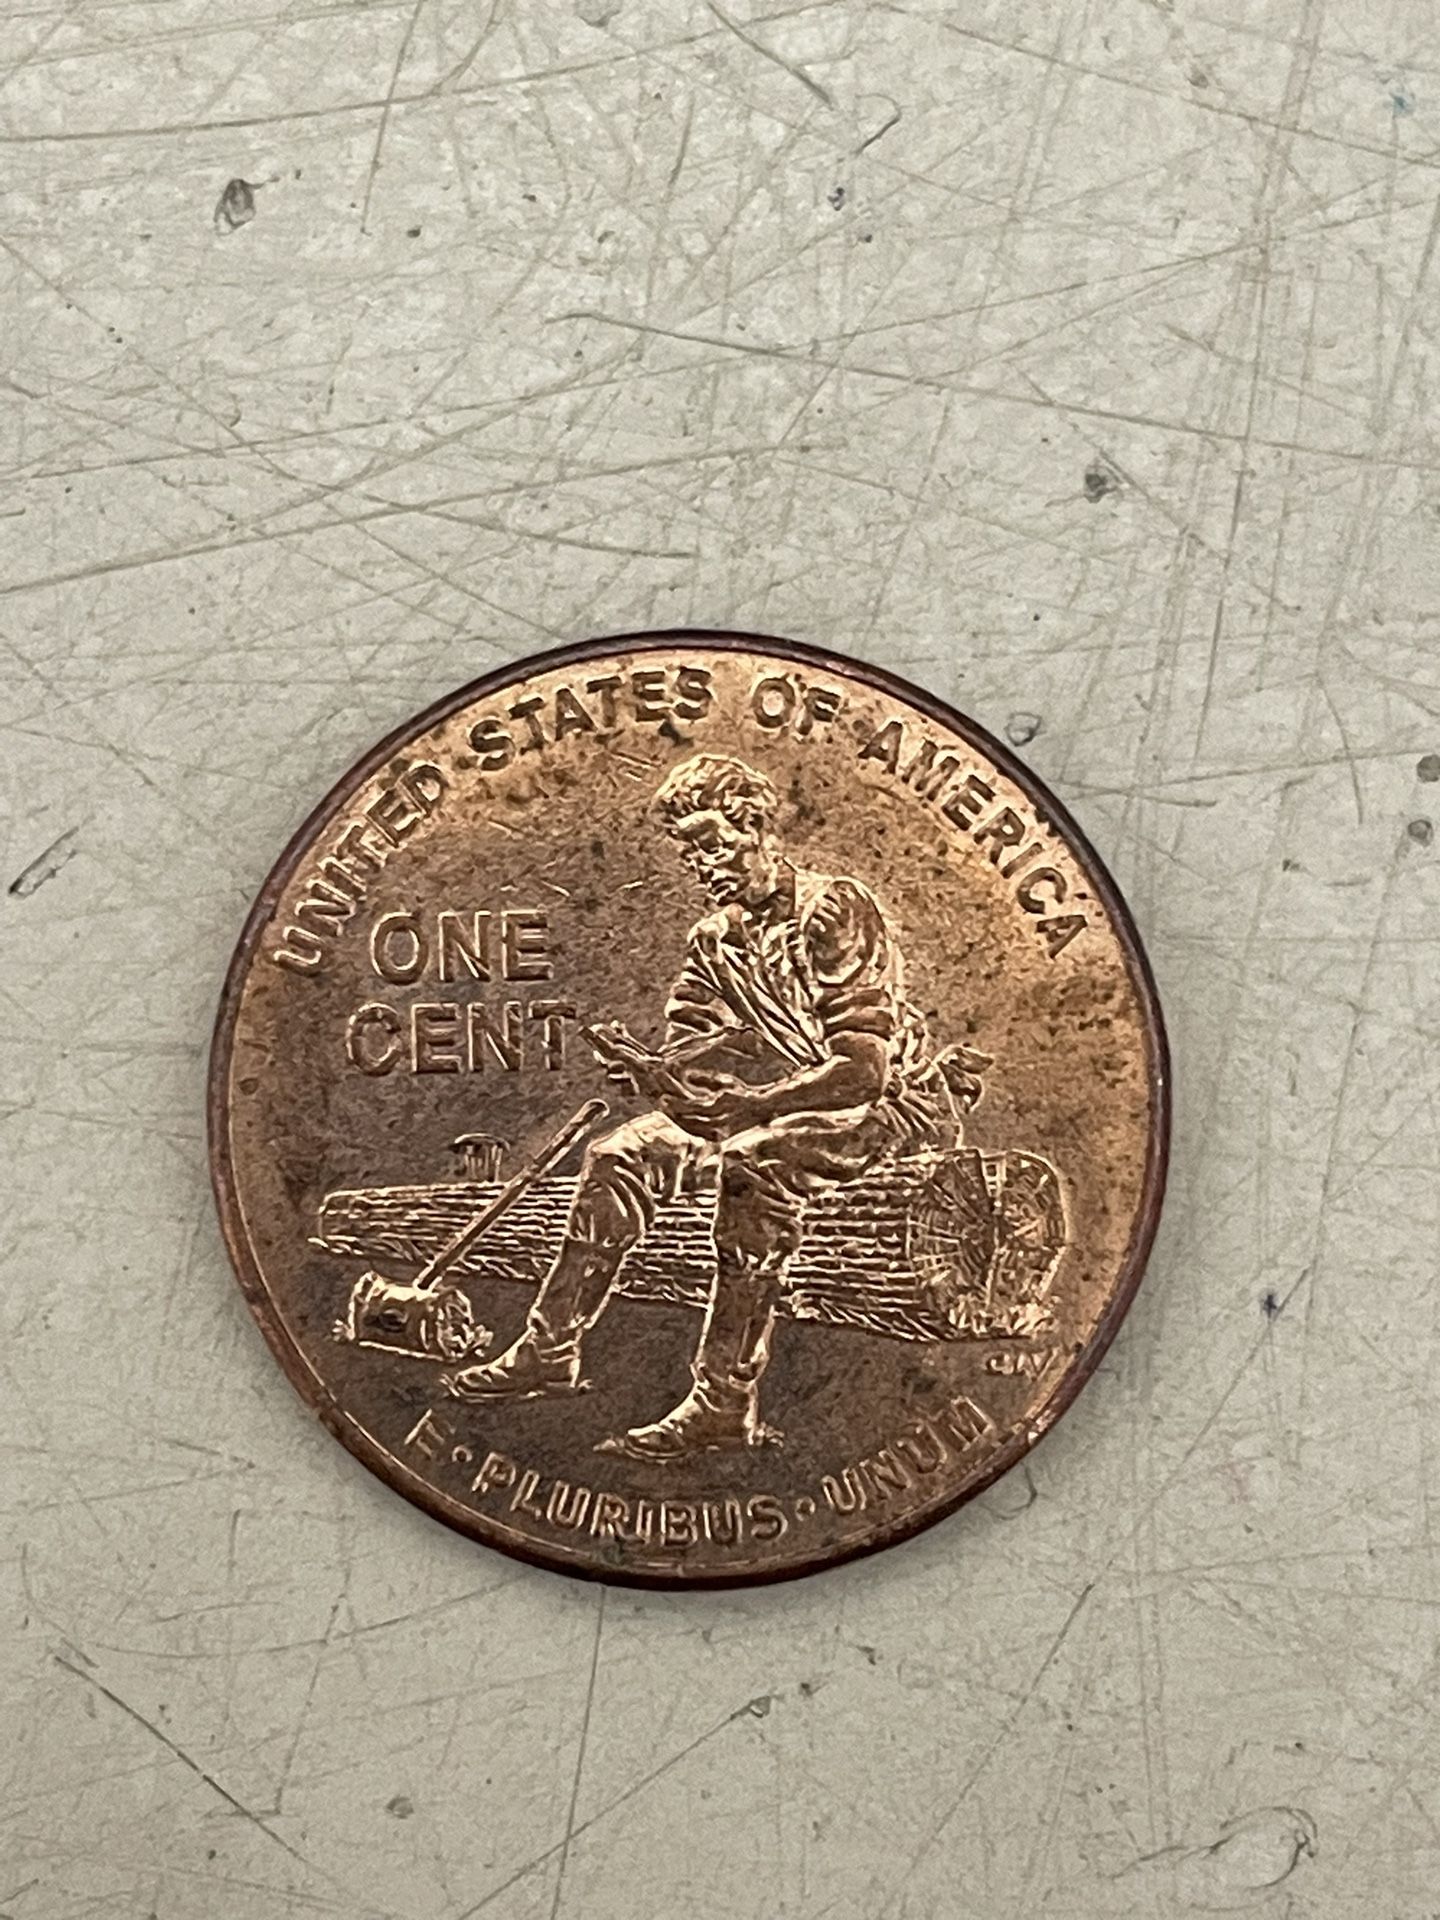 UNITED STATES OF AMERICA
ONE
CENT
E·PLURIBUS·UNUM